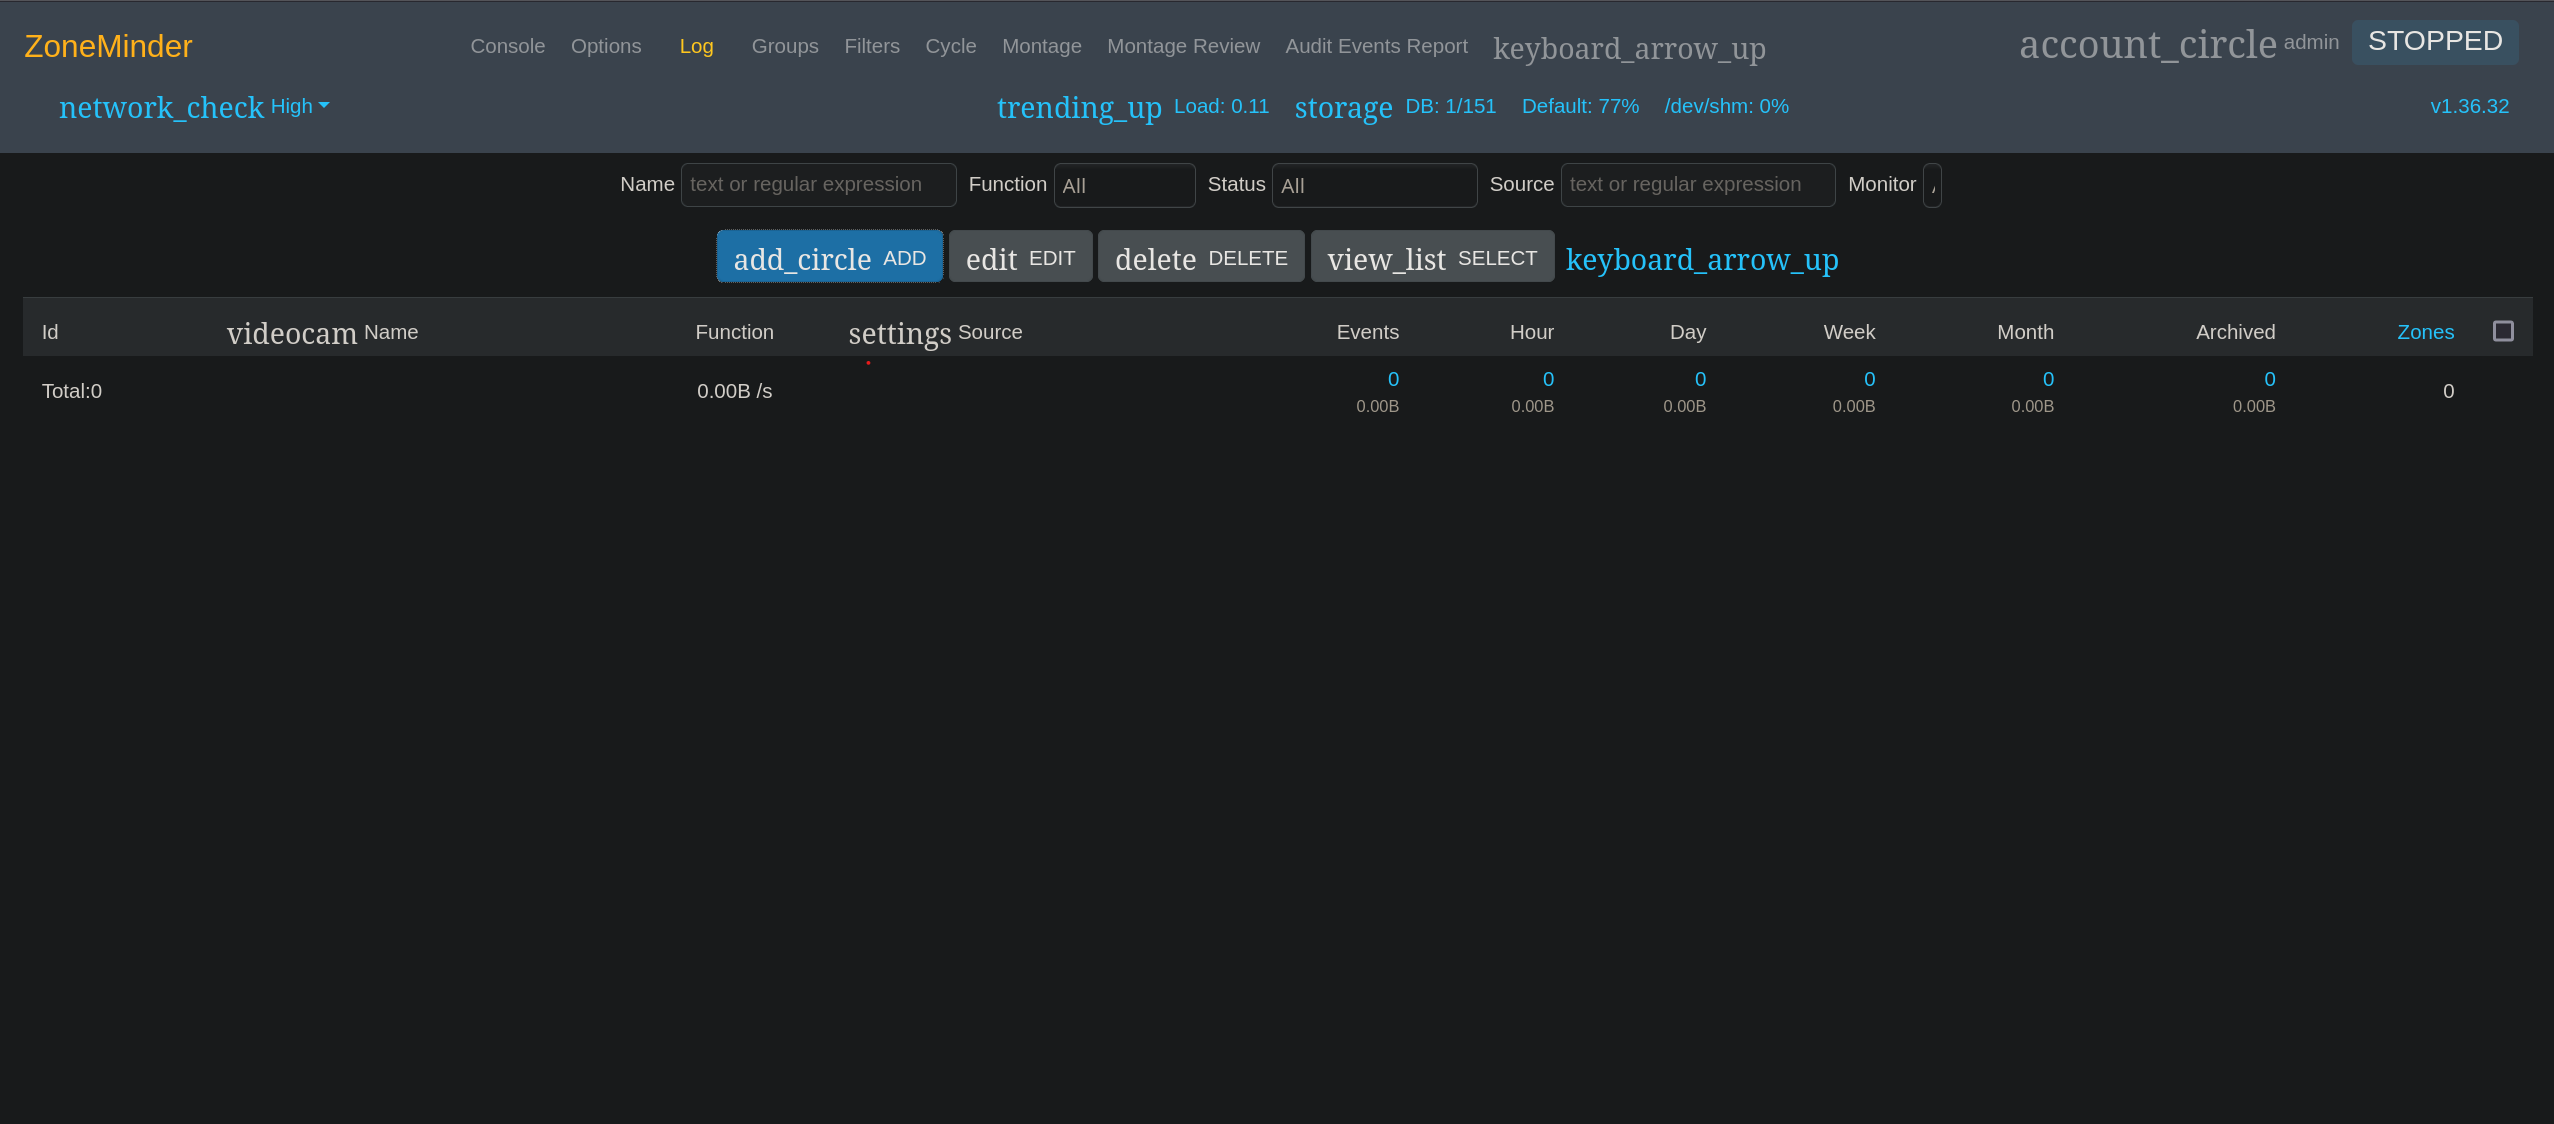 ZoneMinder Console Options Log Groups Filters Cycle Montage Montage Review Audit Events Report keyboard_arrow_up account_circle admin STOPPED
network_check High trending_up Load: 0.11 storage DB: 1/151 Default: 77% /dev/shm: 0% v1.36.32
Name text or regular expression Function All Status All Source text or regular expression Monitor
add_circle ADD edit EDIT delete DELETE view_list SELECT keyboard_arrow_up
Id videocam Name Function settings Source Events Hour Day Week Month Archived Zones
Total:0 0.00B /s 0 0 0 0 0 0 0
0.00B 0.00B 0.00B 0.00B 0.00B 0.00B